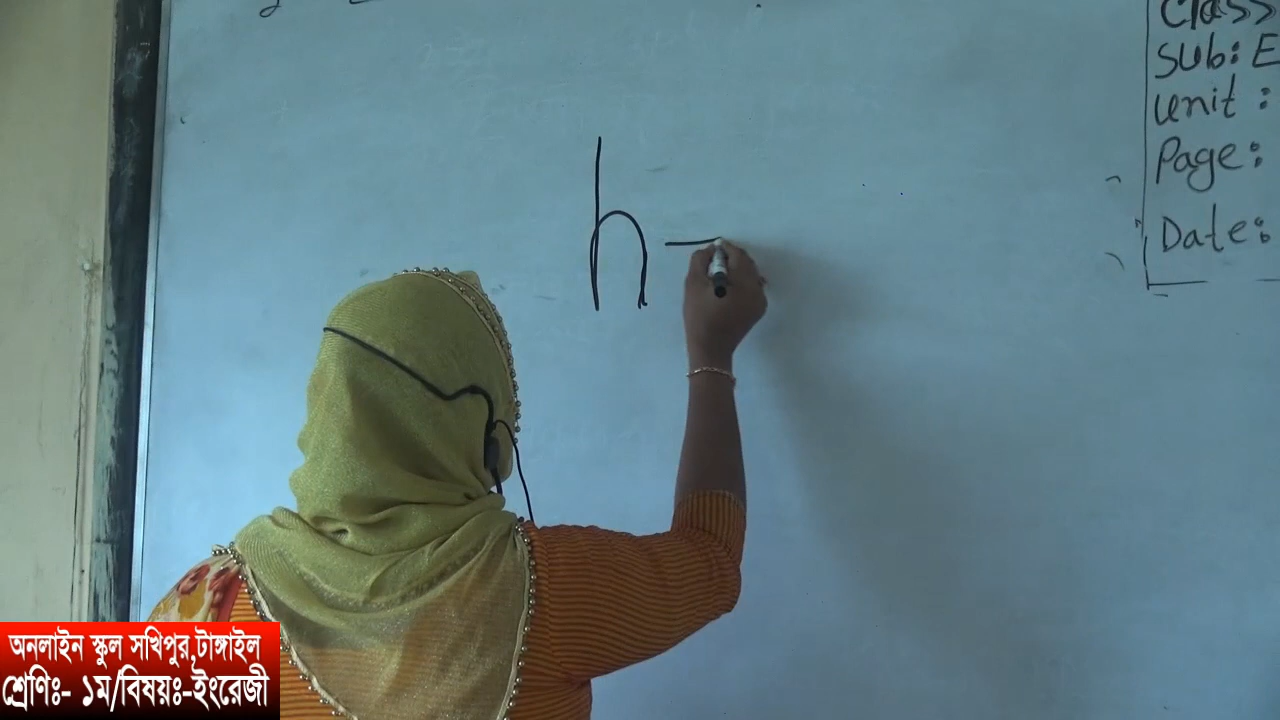 Class
Sub: E
Unit :
Page:
Date:
h –
অনলাইন স্কুল সখিপুর,টাঙ্গাইল
শ্রেণিঃ- ১ম/বিষয়ঃ-ইংরেজী